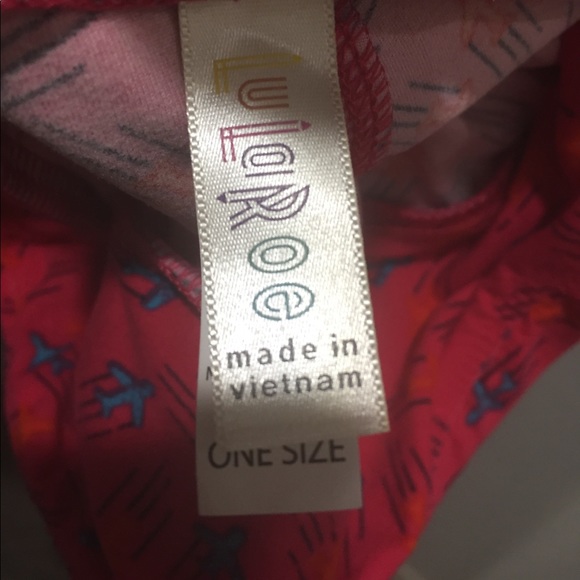 LuLaRoe
made in
vietnam
ONE SIZE